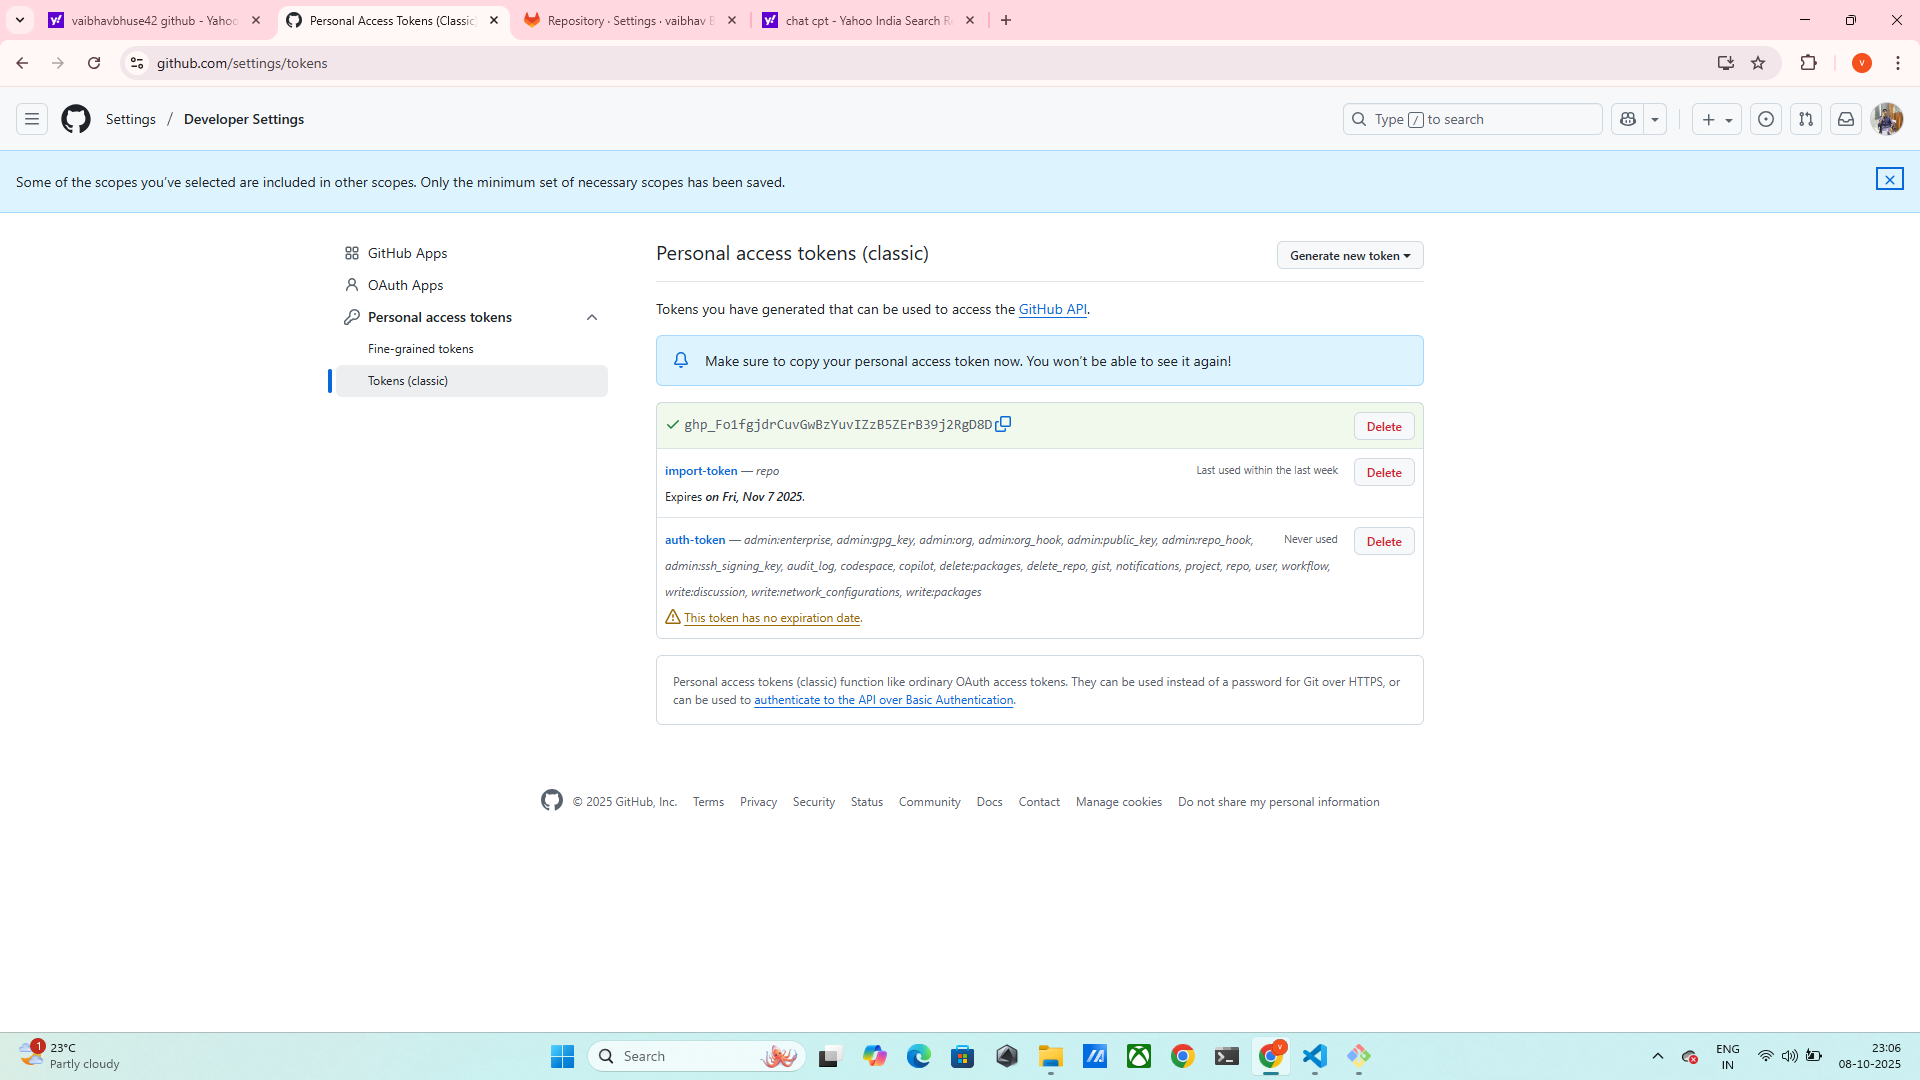 vaibhavbhuse42 github - Yahoo
Personal Access Tokens (Classic)
Repository · Settings · vaibhav B
chat cpt - Yahoo India Search Re
github.com/settings/tokens
V
Settings / Developer Settings
Type / to search
Some of the scopes you’ve selected are included in other scopes. Only the minimum set of necessary scopes has been saved.
GitHub Apps
OAuth Apps
Personal access tokens
Fine-grained tokens
Tokens (classic)
Personal access tokens (classic)
Generate new token
Tokens you have generated that can be used to access the GitHub API.
Make sure to copy your personal access token now. You won’t be able to see it again!
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
Delete
import-token — repo
Last used within the last week
Delete
Expires on Fri, Nov 7 2025.
auth-token — admin:enterprise, admin:gpg_key, admin:org, admin:org_hook, admin:public_key, admin:repo_hook,
Never used
Delete
admin:ssh_signing_key, audit_log, codespace, copilot, delete:packages, delete_repo, gist, notifications, project, repo, user, workflow,
write:discussion, write:network_configurations, write:packages
This token has no expiration date.
Personal access tokens (classic) function like ordinary OAuth access tokens. They can be used instead of a password for Git over HTTPS, or
can be used to authenticate to the API over Basic Authentication.
© 2025 GitHub, Inc. Terms Privacy Security Status Community Docs Contact Manage cookies Do not share my personal information
1
23°C
Partly cloudy
Search
ENG
IN
23:06
08-10-2025